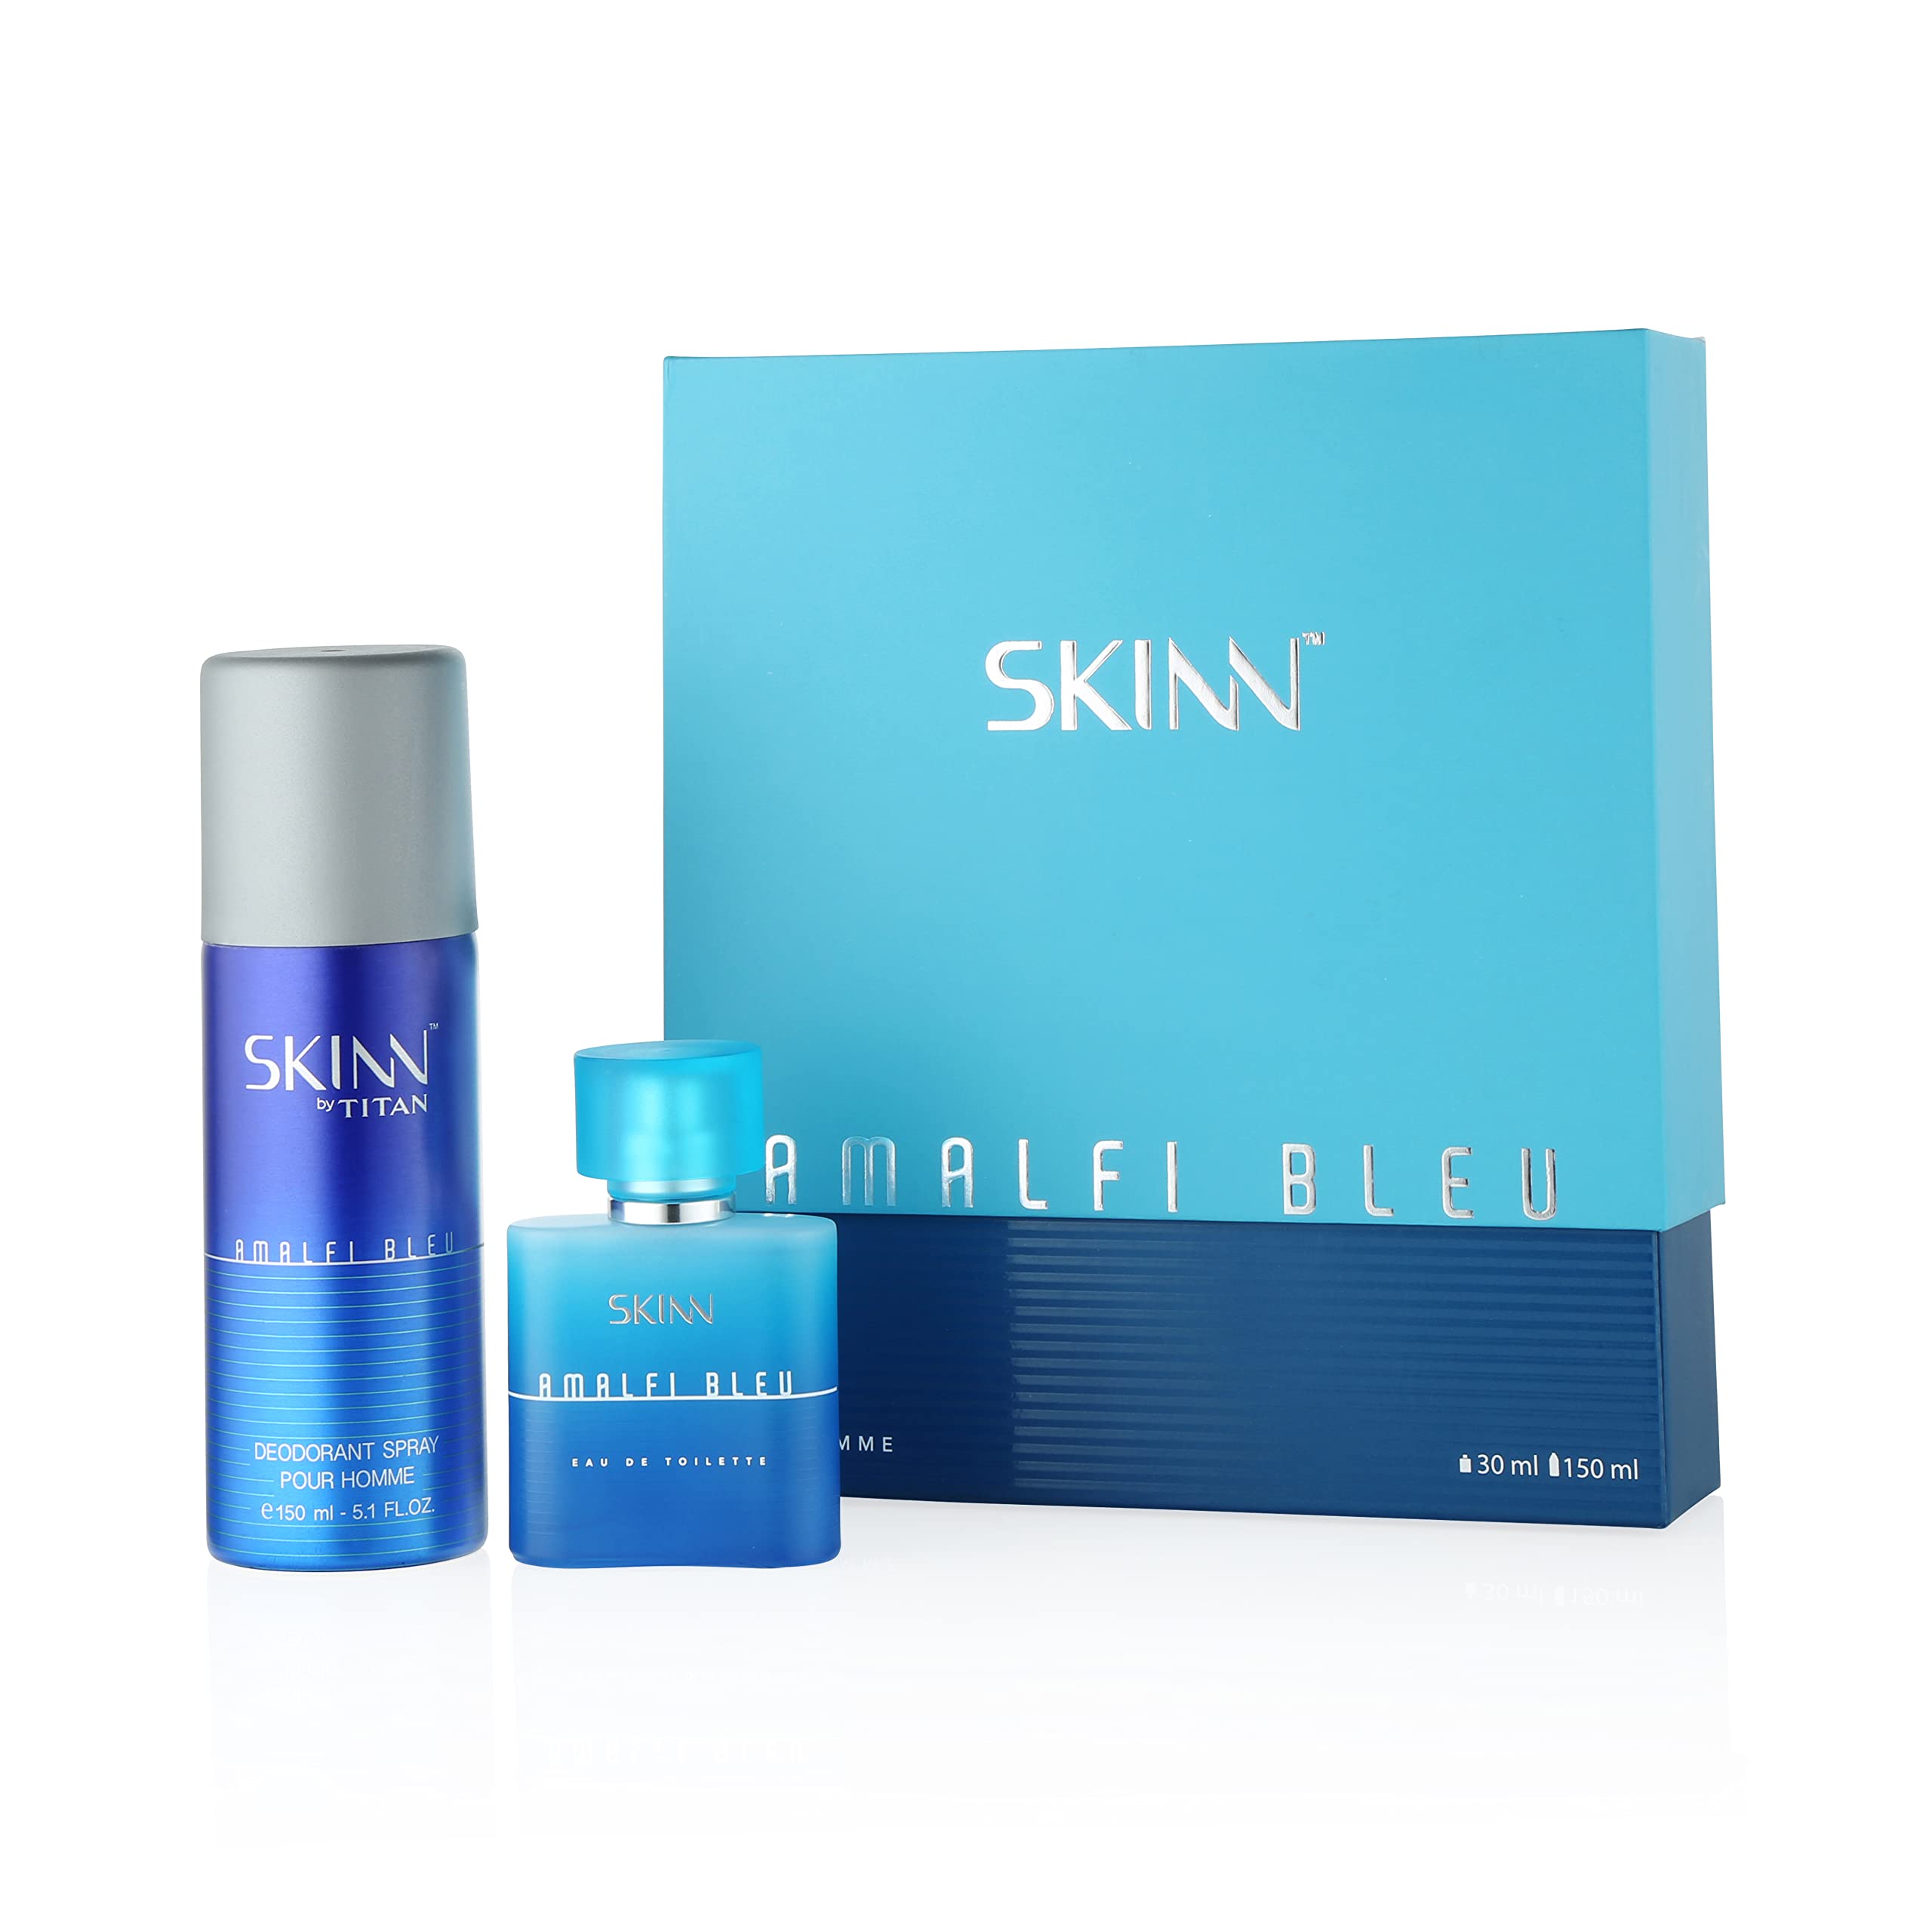 SKINN™
by TITAN
AMALFI BLEU
DEODORANT SPRAY
POUR HOMME
℮150 ml - 5.1 FL.OZ.
SKINN
AMALFI BLEU
EAU DE TOILETTE
SKINN™
AMALFI BLEU
30 ml 150 ml